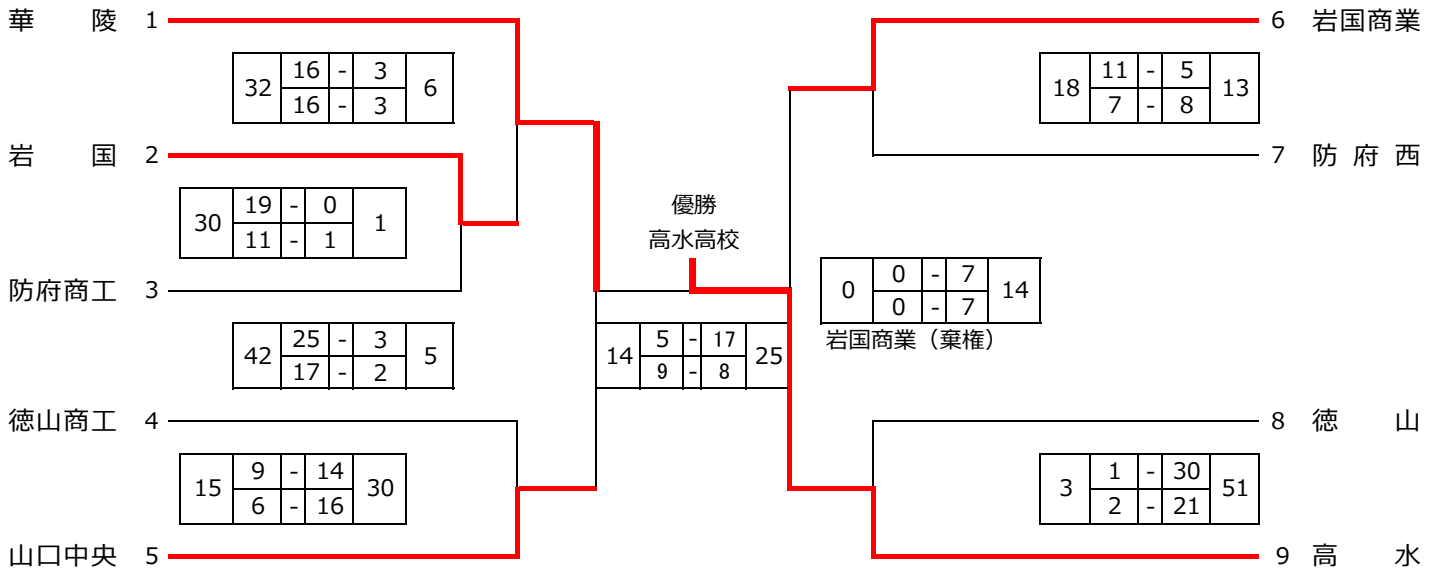 華 陵 1
32 16 - 3 6
16 - 3
岩 国 2
30 19 - 0 1
11 - 1
防府商工 3
42 25 - 3 5
17 - 2
徳山商工 4
15 9 - 14 30
6 - 16
山口中央 5
優勝
高水高校
14 5 - 17 25
9 - 8
6 岩国商業
18 11 - 5 13
7 - 8
7 防府西
0 0 - 7 14
0 - 7
岩国商業（棄権）
8 徳 山
3 1 - 30 51
2 - 21
9 高 水